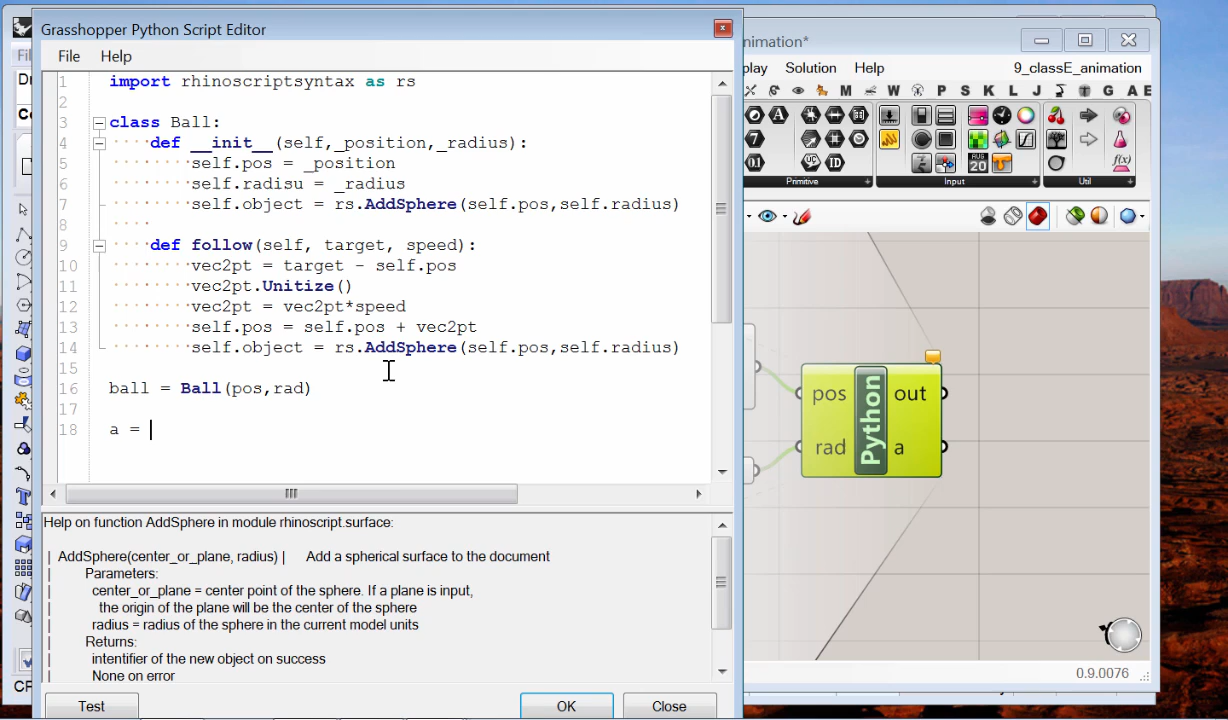 Grasshopper Python Script Editor
File Help
1 import rhinoscriptsyntax as rs
2
3 class Ball:
4 def __init__(self,_position,_radius):
5 self.pos = _position
6 self.radisu = _radius
7 self.object = rs.AddSphere(self.pos,self.radius)
8
9 def follow(self, target, speed):
10 vec2pt = target - self.pos
11 vec2pt.Unitize()
12 vec2pt = vec2pt*speed
13 self.pos = self.pos + vec2pt
14 self.object = rs.AddSphere(self.pos,self.radius)
15
16 ball = Ball(pos,rad)
17
18 a =
Help on function AddSphere in module rhinoscript.surface:
| AddSphere(center_or_plane, radius) | Add a spherical surface to the document
| Parameters:
| center_or_plane = center point of the sphere. If a plane is input,
| the origin of the plane will be the center of the sphere
| radius = radius of the sphere in the current model units
| Returns:
| intentifier of the new object on success
| None on error
Test OK Close
nimation*
play Solution Help 9_classE_animation
M W P S K L J G A E
Primitive Input Util
pos rad Python out a
0.9.0076